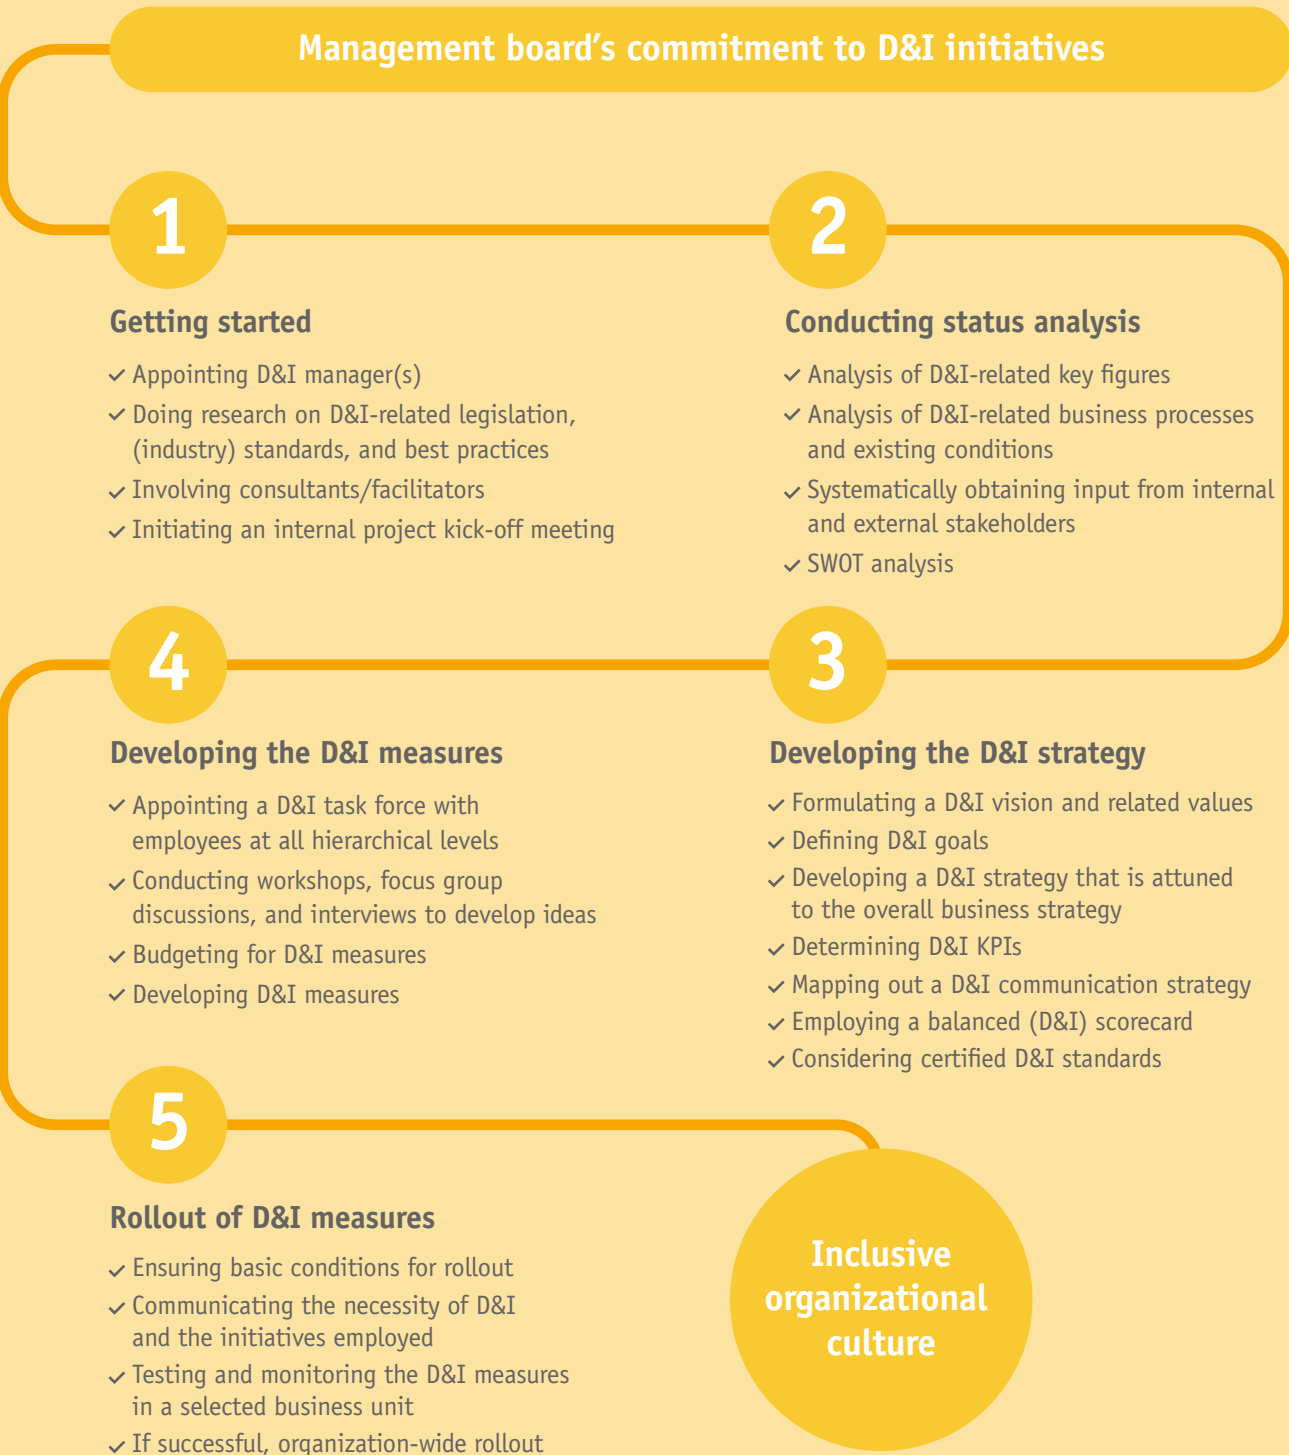 Management board’s commitment to D&I initiatives
1
Getting started
✓ Appointing D&I manager(s)
✓ Doing research on D&I-related legislation,
(industry) standards, and best practices
✓ Involving consultants/facilitators
✓ Initiating an internal project kick-off meeting
2
Conducting status analysis
✓ Analysis of D&I-related key figures
✓ Analysis of D&I-related business processes
and existing conditions
✓ Systematically obtaining input from internal
and external stakeholders
✓ SWOT analysis
3
Developing the D&I strategy
✓ Formulating a D&I vision and related values
✓ Defining D&I goals
✓ Developing a D&I strategy that is attuned
to the overall business strategy
✓ Determining D&I KPIs
✓ Mapping out a D&I communication strategy
✓ Employing a balanced (D&I) scorecard
✓ Considering certified D&I standards
4
Developing the D&I measures
✓ Appointing a D&I task force with
employees at all hierarchical levels
✓ Conducting workshops, focus group
discussions, and interviews to develop ideas
✓ Budgeting for D&I measures
✓ Developing D&I measures
5
Rollout of D&I measures
✓ Ensuring basic conditions for rollout
✓ Communicating the necessity of D&I
and the initiatives employed
✓ Testing and monitoring the D&I measures
in a selected business unit
✓ If successful, organization-wide rollout
Inclusive
organizational
culture